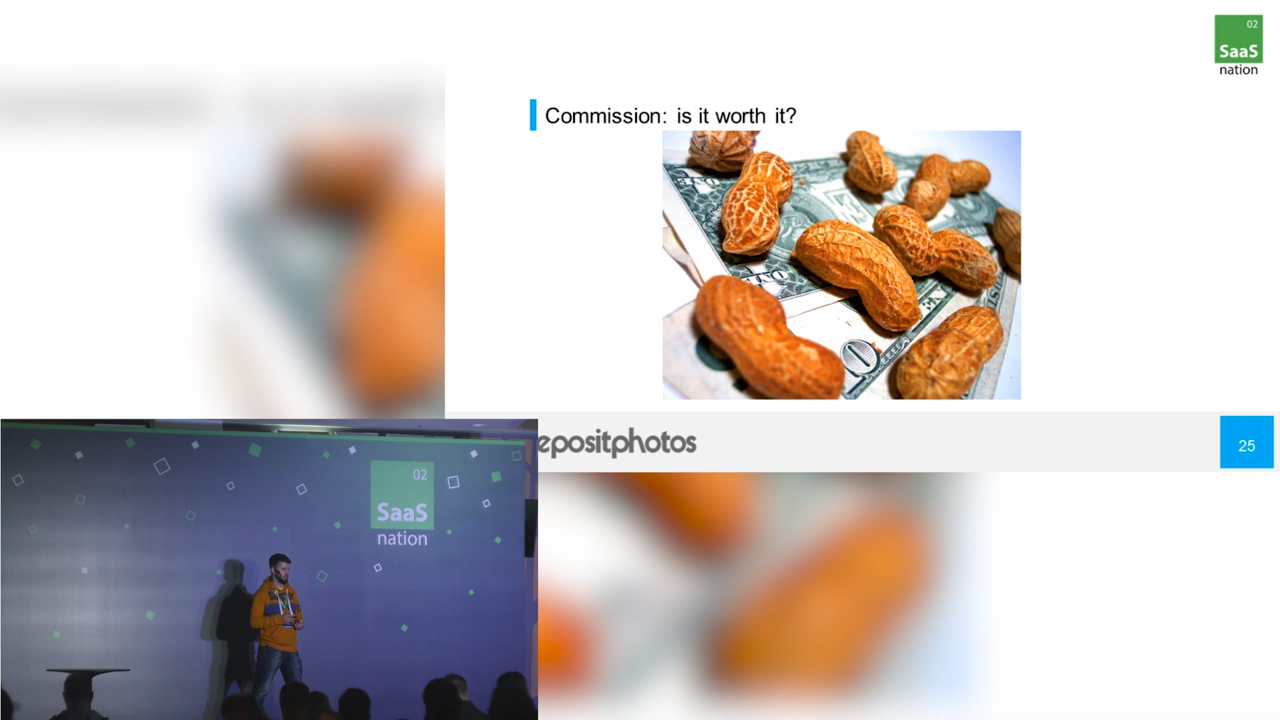 02
SaaS
nation
Commission: is it worth it?
epositphotos
25
02
SaaS
nation